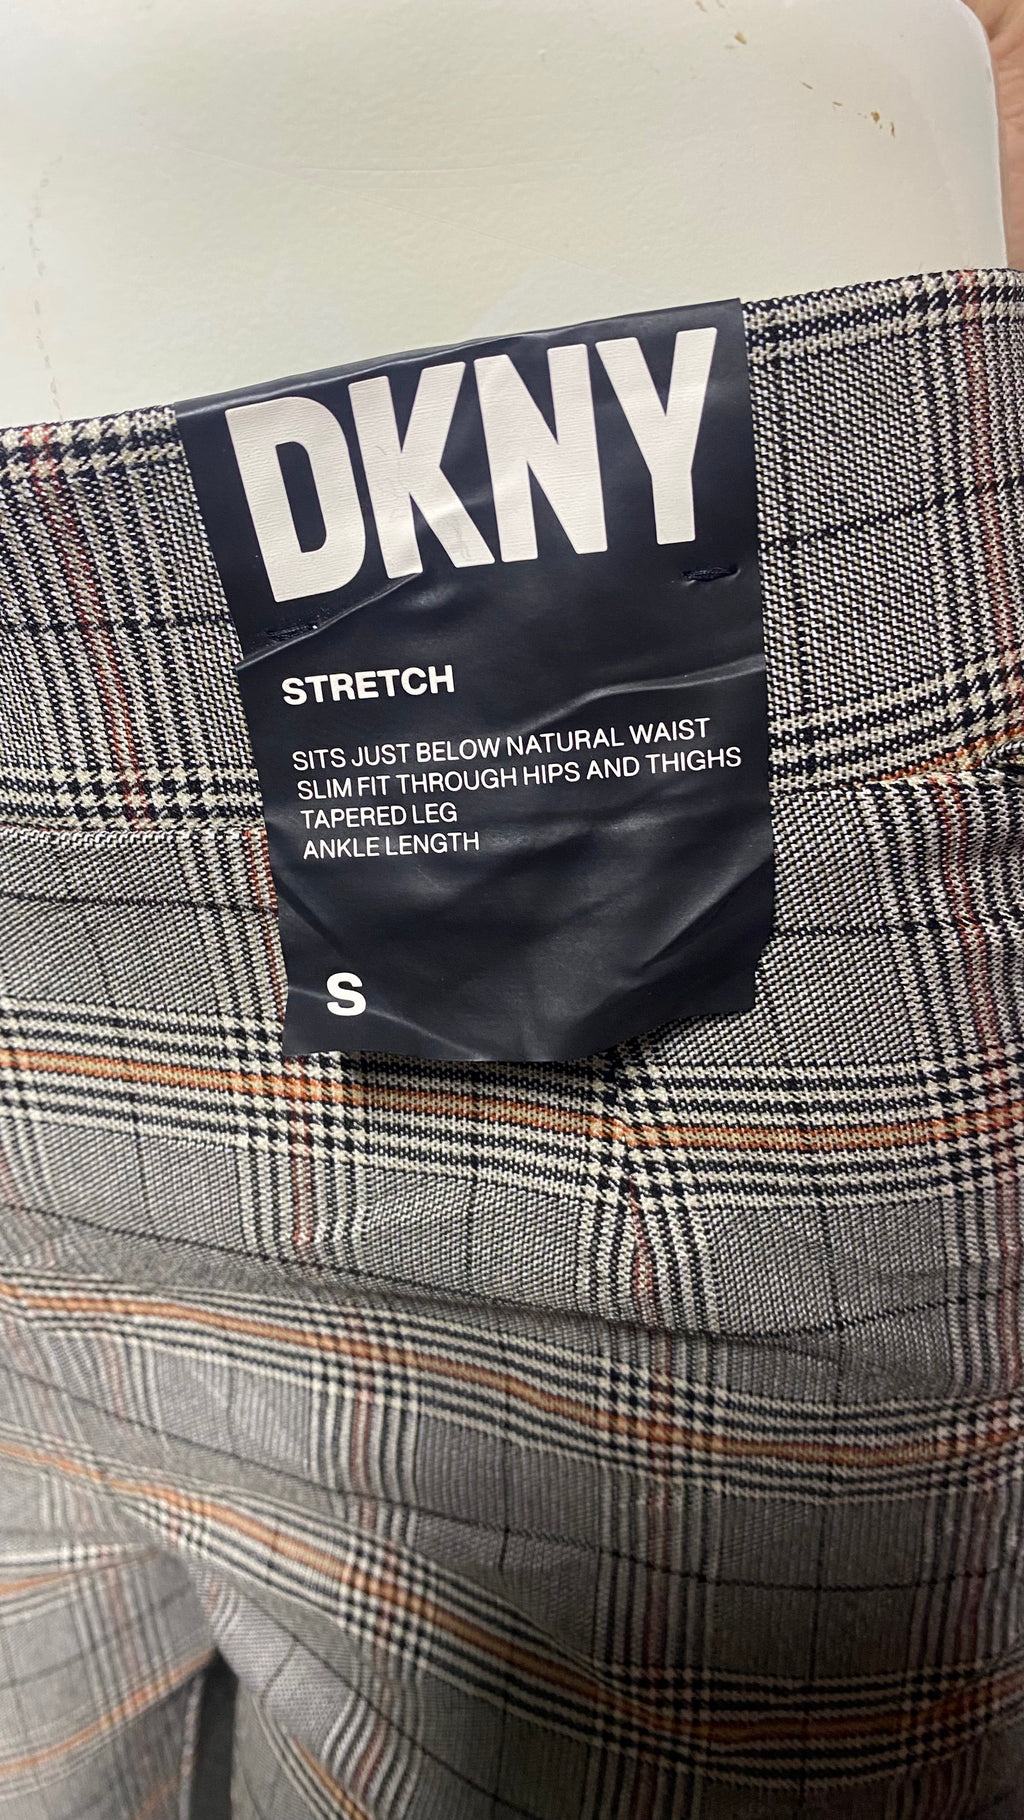 DKNY
STRETCH
SITS JUST BELOW NATURAL WAIST
SLIM FIT THROUGH HIPS AND THIGHS
TAPERED LEG
ANKLE LENGTH
S